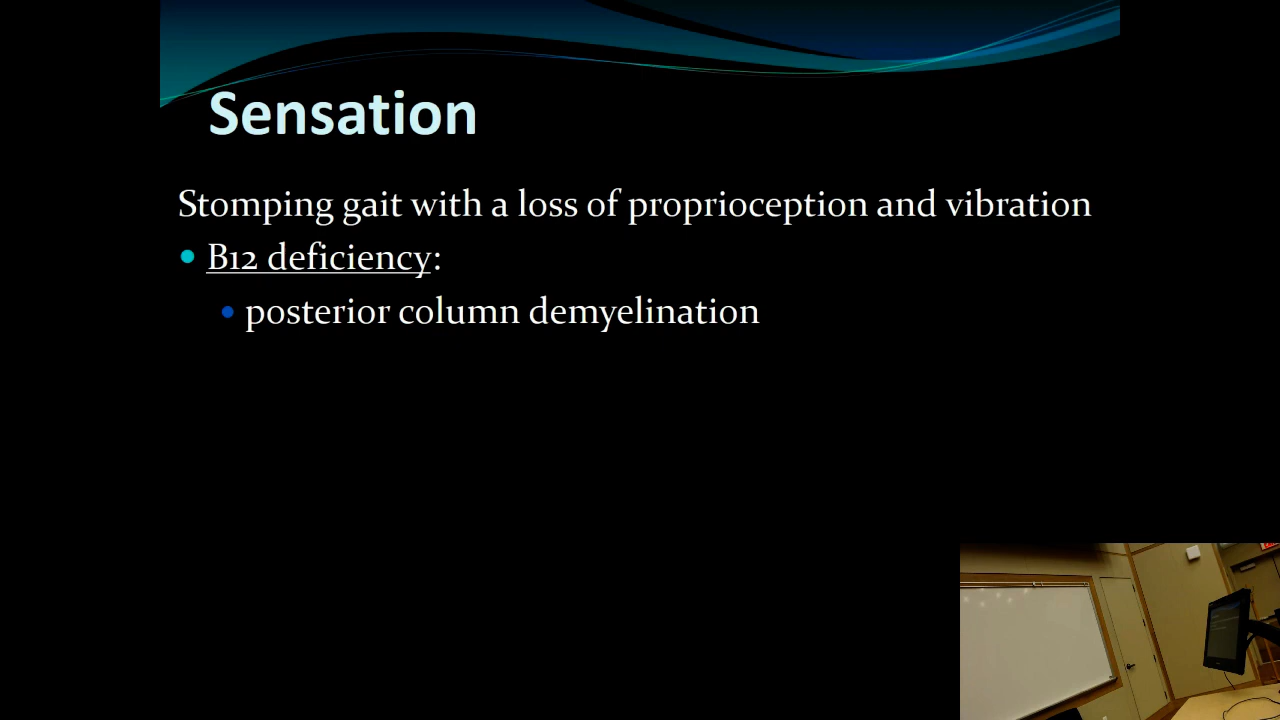 Sensation
Stomping gait with a loss of proprioception and vibration
B12 deficiency:
posterior column demyelination